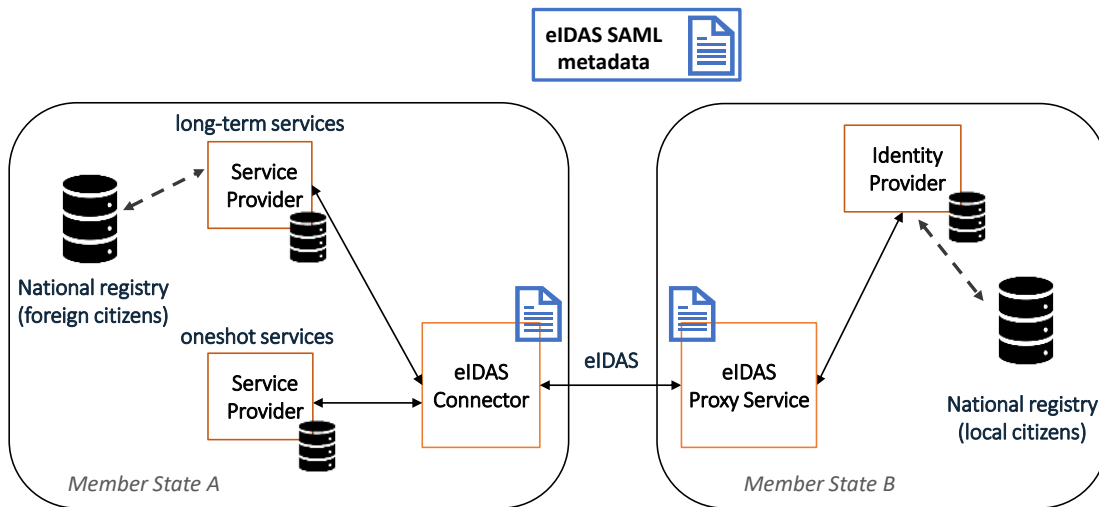 eIDAS SAML
metadata
long-term services
Service
Provider
National registry
(foreign citizens)
oneshot services
Service
Provider
eIDAS
Connector
Member State A
eIDAS
Identity
Provider
eIDAS
Proxy Service
National registry
(local citizens)
Member State B